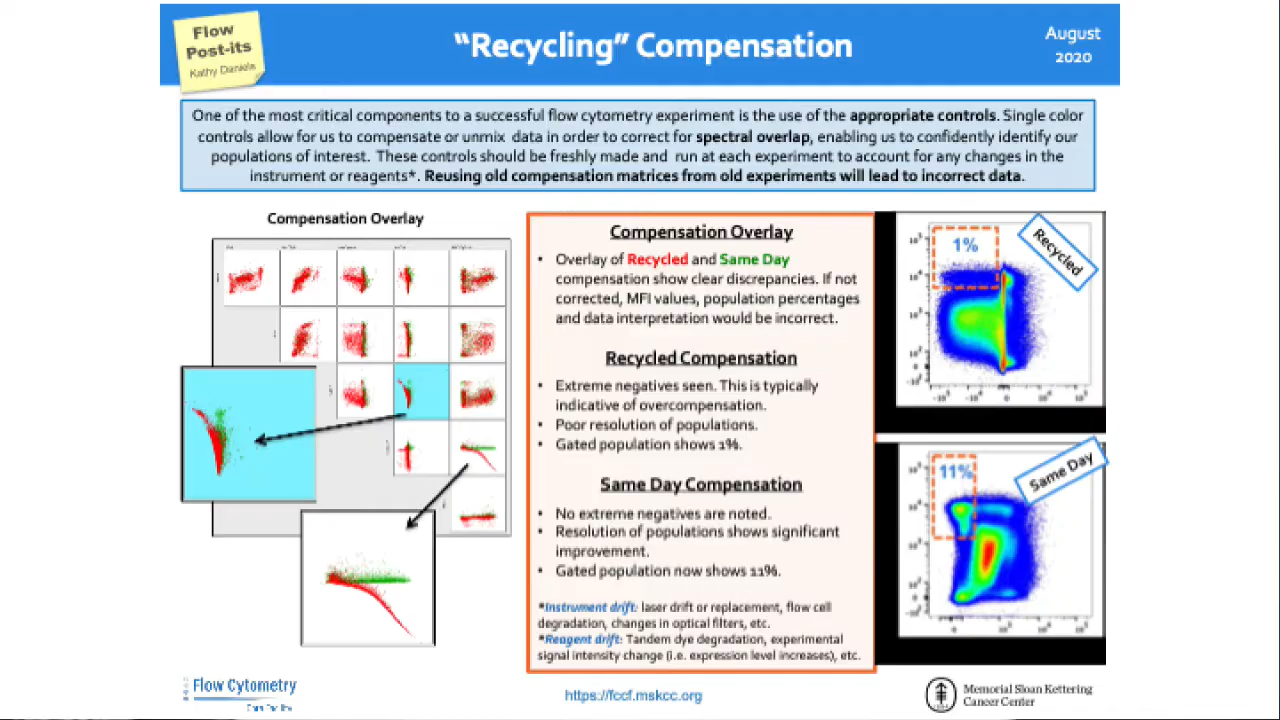 Flow
Post-its
Kathy Daniels
"Recycling" Compensation
August
2020
One of the most critical components to a successful flow cytometry experiment is the use of the appropriate controls. Single color
controls allow for us to compensate or unmix data in order to correct for spectral overlap, enabling us to confidently identify our
populations of interest. These controls should be freshly made and run at each experiment to account for any changes in the
instrument or reagents*. Reusing old compensation matrices from old experiments will lead to incorrect data.
Compensation Overlay
Compensation Overlay
• Overlay of Recycled and Same Day
compensation show clear discrepancies. If not
corrected, MFI values, population percentages
and data interpretation would be incorrect.
Recycled Compensation
• Extreme negatives seen. This is typically
indicative of overcompensation.
• Poor resolution of populations.
• Gated population shows 1%.
Same Day Compensation
• No extreme negatives are noted.
• Resolution of populations shows significant
improvement.
• Gated population now shows 11%.
*Instrument drift: laser drift or replacement, flow cell
degradation, changes in optical filters, etc.
*Reagent drift: Tandem dye degradation, experimental
signal intensity change (i.e. expression level increases), etc.
1%
Recycled
11%
Same Day
Flow Cytometry
https://fccf.mskcc.org
Memorial Sloan Kettering
Cancer Center